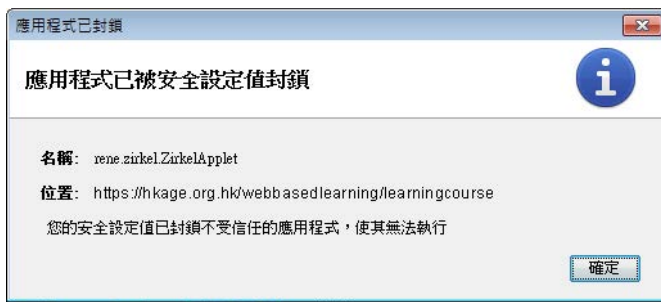 應用程式已封鎖
應用程式已被安全設定值封鎖
名稱: rene.zirkel.ZirkelApplet
位置: https://hkage.org.hk/webbasedlearning/learningcourse
您的安全設定值已封鎖不受信任的應用程式，使其無法執行
確定